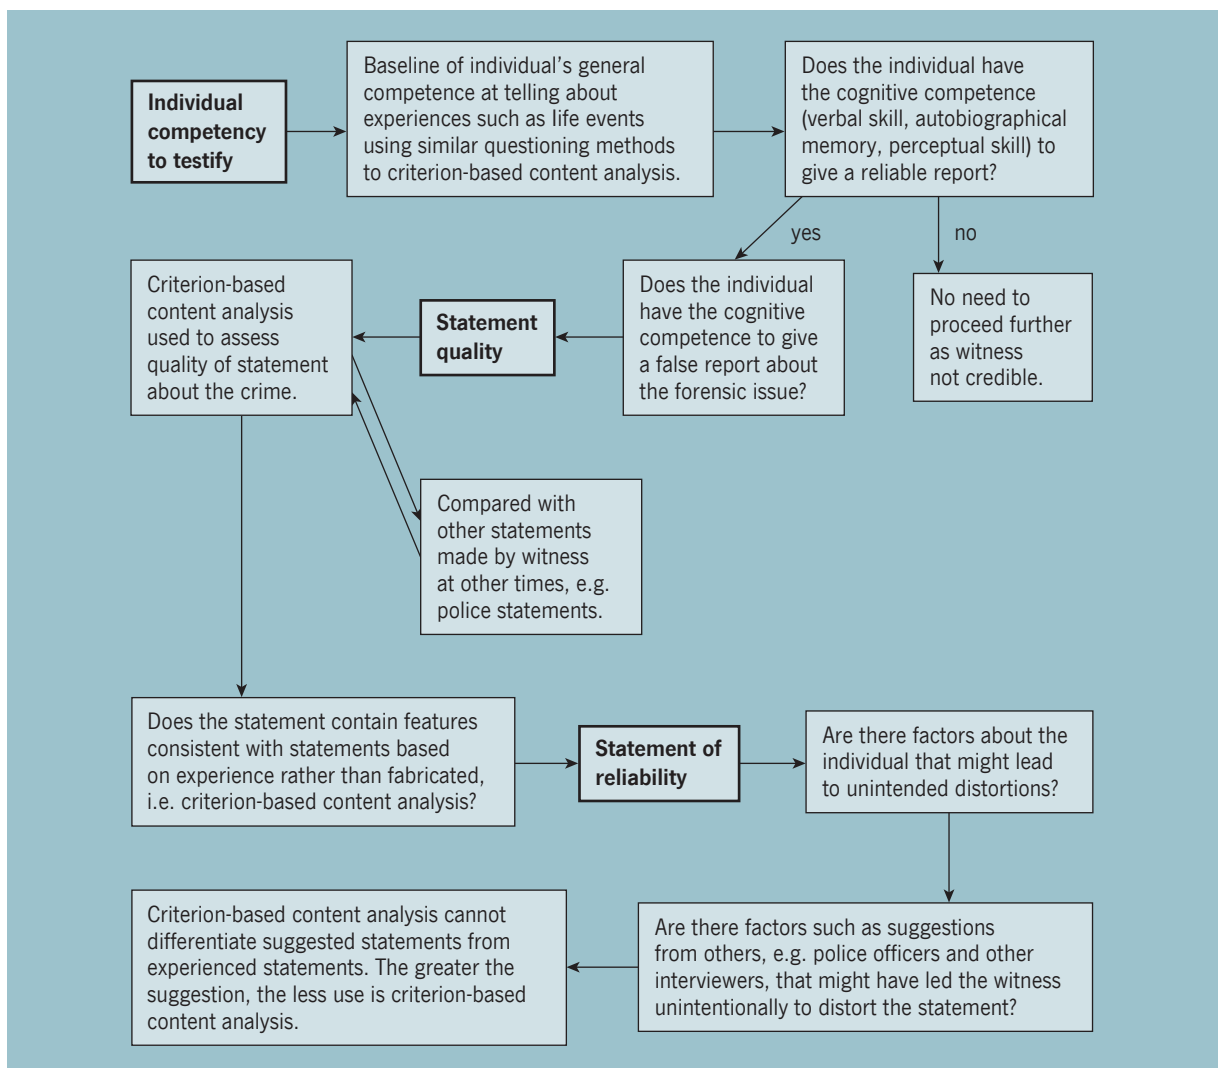 Individual
competency
to testify
Baseline of individual’s general
competence at telling about
experiences such as life events
using similar questioning methods
to criterion-based content analysis.
Does the individual have
the cognitive competence
(verbal skill, autobiographical
memory, perceptual skill) to
give a reliable report?
yes
no
Criterion-based
content analysis
used to assess
quality of statement
about the crime.
Statement
quality
Does the individual
have the cognitive
competence to give
a false report about
the forensic issue?
No need to
proceed further
as witness
not credible.
Compared with
other statements
made by witness
at other times, e.g.
police statements.
Does the statement contain features
consistent with statements based
on experience rather than fabricated,
i.e. criterion-based content analysis?
Statement of
reliability
Are there factors about the
individual that might lead
to unintended distortions?
Criterion-based content analysis cannot
differentiate suggested statements from
experienced statements. The greater the
suggestion, the less use is criterion-based
content analysis.
Are there factors such as suggestions
from others, e.g. police officers and other
interviewers, that might have led the witness
unintentionally to distort the statement?